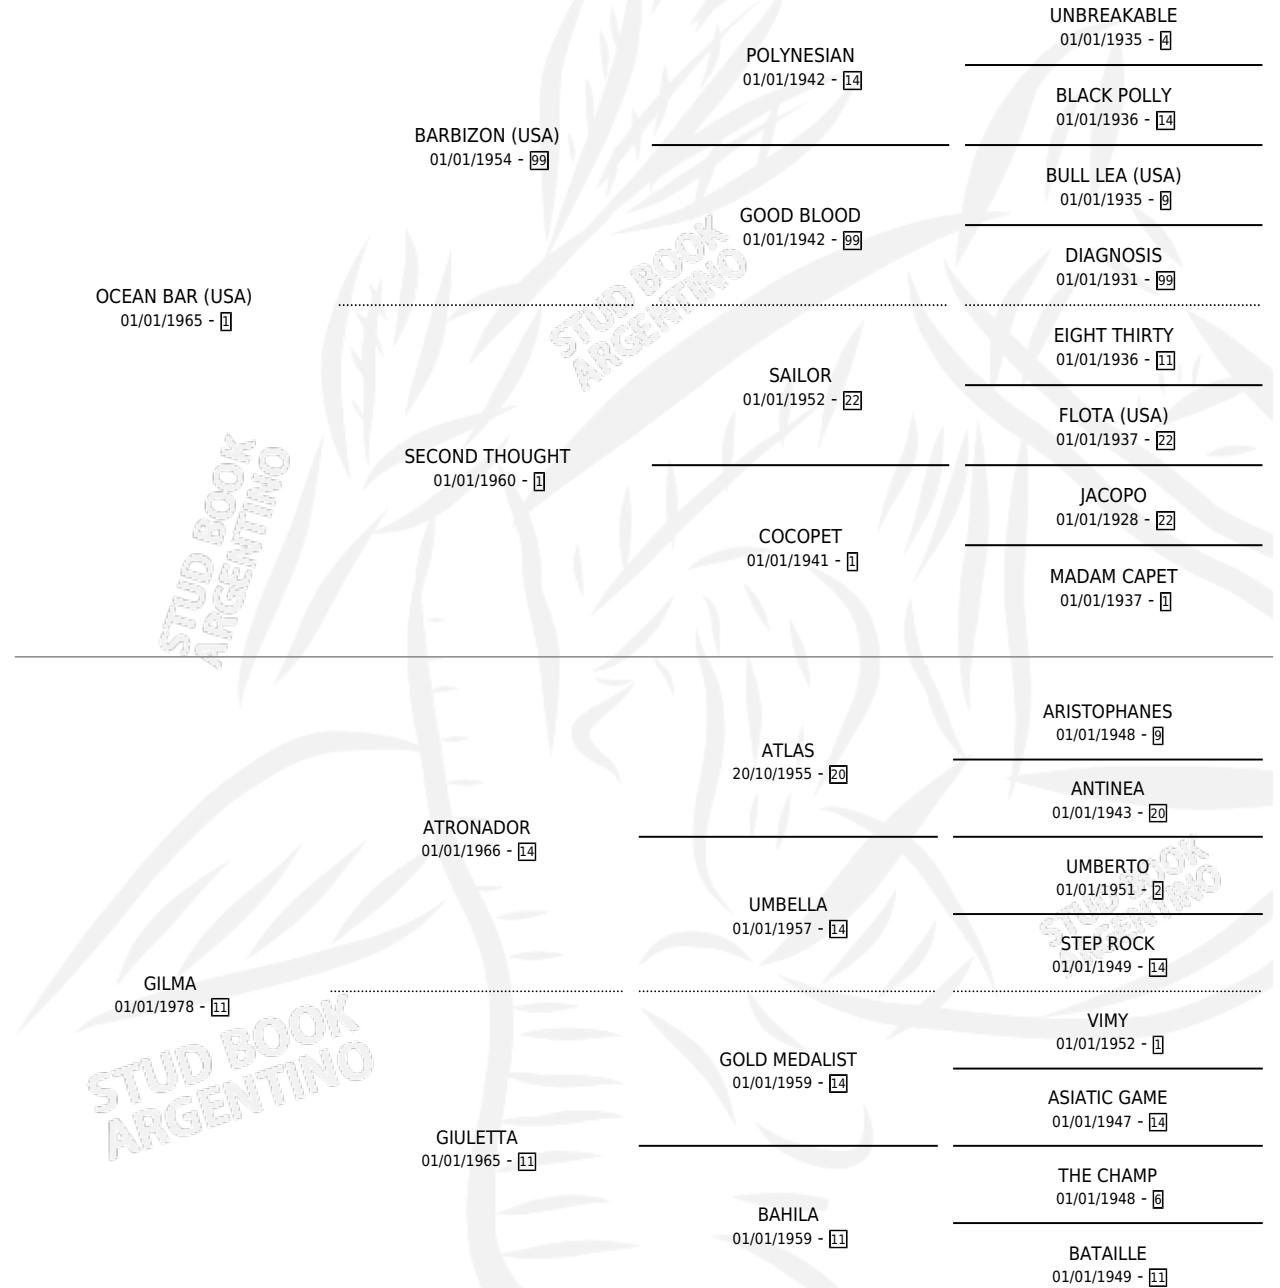 UNBREAKABLE
01/01/1935 - 4
POLYNESIAN
01/01/1942 - 14
BLACK POLLY
01/01/1936 - 14
BARBIZON (USA)
01/01/1954 - 99
BULL LEA (USA)
01/01/1935 - 9
GOOD BLOOD
01/01/1942 - 99
DIAGNOSIS
01/01/1931 - 99
OCEAN BAR (USA)
01/01/1965 - 1
EIGHT THIRTY
01/01/1936 - 11
SAILOR
01/01/1952 - 22
FLOTA (USA)
01/01/1937 - 22
SECOND THOUGHT
01/01/1960 - 1
JACOPO
01/01/1928 - 22
COCOPET
01/01/1941 - 1
MADAM CAPET
01/01/1937 - 1
ARISTOPHANES
01/01/1948 - 9
ATLAS
20/10/1955 - 20
ANTINEA
01/01/1943 - 20
ATRONADOR
01/01/1966 - 14
UMBERTO
01/01/1951 - 2
UMBELLA
01/01/1957 - 14
STEP ROCK
01/01/1949 - 14
GILMA
01/01/1978 - 11
VIMY
01/01/1952 - 1
GOLD MEDALIST
01/01/1959 - 14
ASIATIC GAME
01/01/1947 - 14
GIULETTA
01/01/1965 - 11
THE CHAMP
01/01/1948 - 6
BAHILA
01/01/1959 - 11
BATAILLE
01/01/1949 - 11
STUD BOOK
ARGENTINO
STUD BOOK
ARGENTINO
STUD BOOK
ARGENTINO
STUD BOOK
ARGENTINO